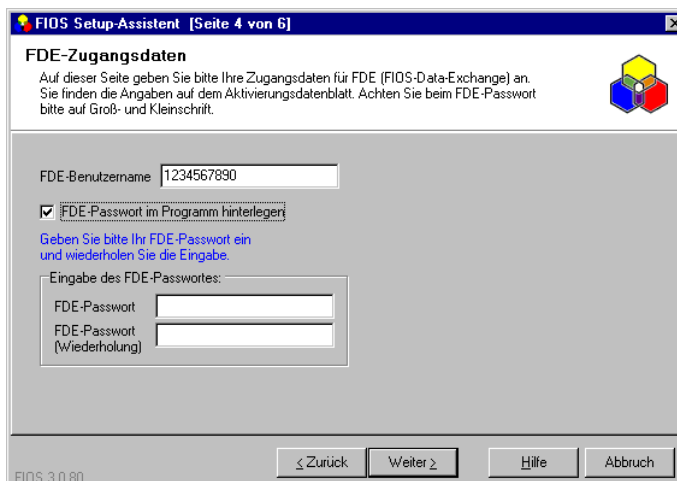 FIOS Setup-Assistent [Seite 4 von 6]
FDE-Zugangsdaten
Auf dieser Seite geben Sie bitte Ihre Zugangsdaten für FDE (FIOS-Data-Exchange) an.
Sie finden die Angaben auf dem Aktivierungsdatenblatt. Achten Sie beim FDE-Passwort
bitte auf Groß- und Kleinschrift.
FDE-Benutzername 1234567890
FDE-Passwort im Programm hinterlegen
Geben Sie bitte Ihr FDE-Passwort ein
und wiederholen Sie die Eingabe.
Eingabe des FDE-Passwortes:
FDE-Passwort
FDE-Passwort
(Wiederholung)
< Zurück Weiter > Hilfe Abbruch
FIOS 3.0.80